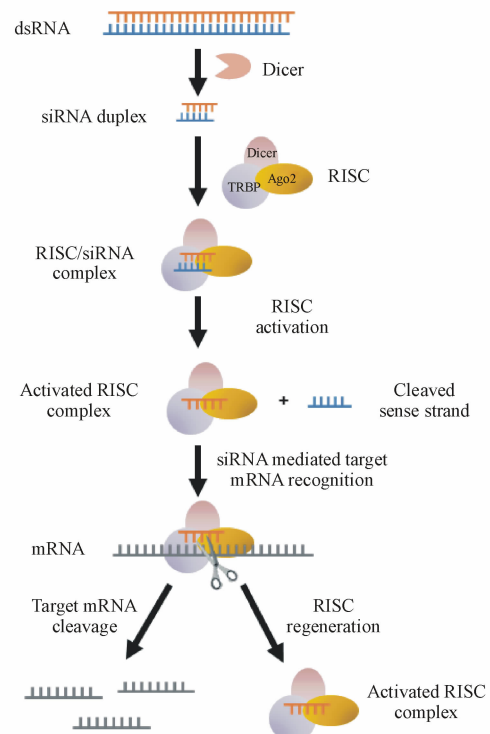 dsRNA
Dicer
siRNA duplex
Dicer
TRBP
Ago2
RISC
RISC/siRNA
complex
RISC
activation
Activated RISC
complex
+
Cleaved
sense strand
siRNA mediated target
mRNA recognition
mRNA
Target mRNA
cleavage
RISC
regeneration
Activated RISC
complex